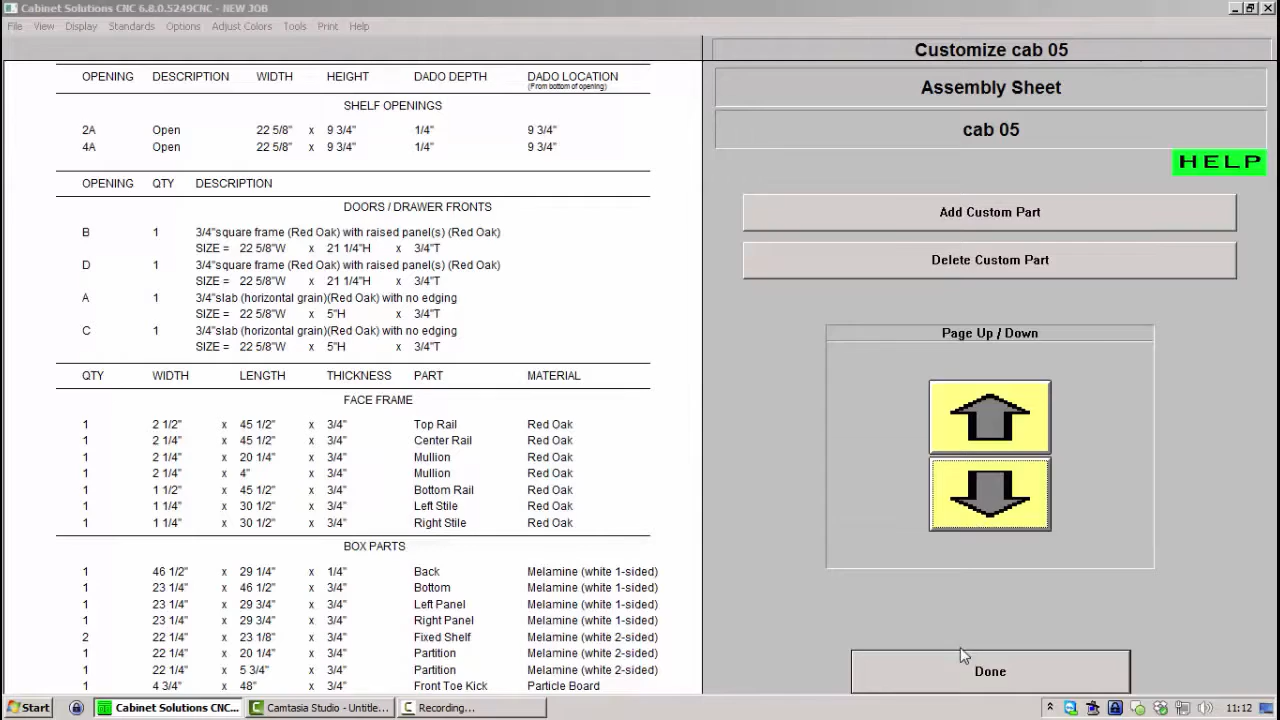 Cabinet Solutions CNC 6.8.0.5249CNC - NEW JOB
File View Display Standards Options Adjust Colors Tools Print Help
Customize cab 05
Assembly Sheet
cab 05
HELP
Add Custom Part
Delete Custom Part
Page Up / Down
Done
OPENING DESCRIPTION WIDTH HEIGHT DADO DEPTH DADO LOCATION
(From bottom of opening)
SHELF OPENINGS
2A Open 22 5/8" x 9 3/4" 1/4" 9 3/4"
4A Open 22 5/8" x 9 3/4" 1/4" 9 3/4"
OPENING QTY DESCRIPTION
DOORS / DRAWER FRONTS
B 1 3/4"square frame (Red Oak) with raised panel(s) (Red Oak)
SIZE = 22 5/8"W x 21 1/4"H x 3/4"T
D 1 3/4"square frame (Red Oak) with raised panel(s) (Red Oak)
SIZE = 22 5/8"W x 21 1/4"H x 3/4"T
A 1 3/4"slab (horizontal grain)(Red Oak) with no edging
SIZE = 22 5/8"W x 5"H x 3/4"T
C 1 3/4"slab (horizontal grain)(Red Oak) with no edging
SIZE = 22 5/8"W x 5"H x 3/4"T
QTY WIDTH LENGTH THICKNESS PART MATERIAL
FACE FRAME
1 2 1/2" x 45 1/2" x 3/4" Top Rail Red Oak
1 2 1/4" x 45 1/2" x 3/4" Center Rail Red Oak
1 2 1/4" x 20 1/4" x 3/4" Mullion Red Oak
1 2 1/4" x 4" x 3/4" Mullion Red Oak
1 1 1/2" x 45 1/2" x 3/4" Bottom Rail Red Oak
1 1 1/4" x 30 1/2" x 3/4" Left Stile Red Oak
1 1 1/4" x 30 1/2" x 3/4" Right Stile Red Oak
BOX PARTS
1 46 1/2" x 29 1/4" x 1/4" Back Melamine (white 1-sided)
1 23 1/4" x 46 1/2" x 3/4" Bottom Melamine (white 1-sided)
1 23 1/4" x 29 3/4" x 3/4" Left Panel Melamine (white 1-sided)
1 23 1/4" x 29 3/4" x 3/4" Right Panel Melamine (white 1-sided)
2 22 1/4" x 23 1/8" x 3/4" Fixed Shelf Melamine (white 2-sided)
1 22 1/4" x 20 1/4" x 3/4" Partition Melamine (white 2-sided)
1 22 1/4" x 5 3/4" x 3/4" Partition Melamine (white 2-sided)
1 4 3/4" x 48" x 3/4" Front Toe Kick Particle Board
Start Cabinet Solutions CNC... Camtasia Studio - Untitle... Recording... 11:12